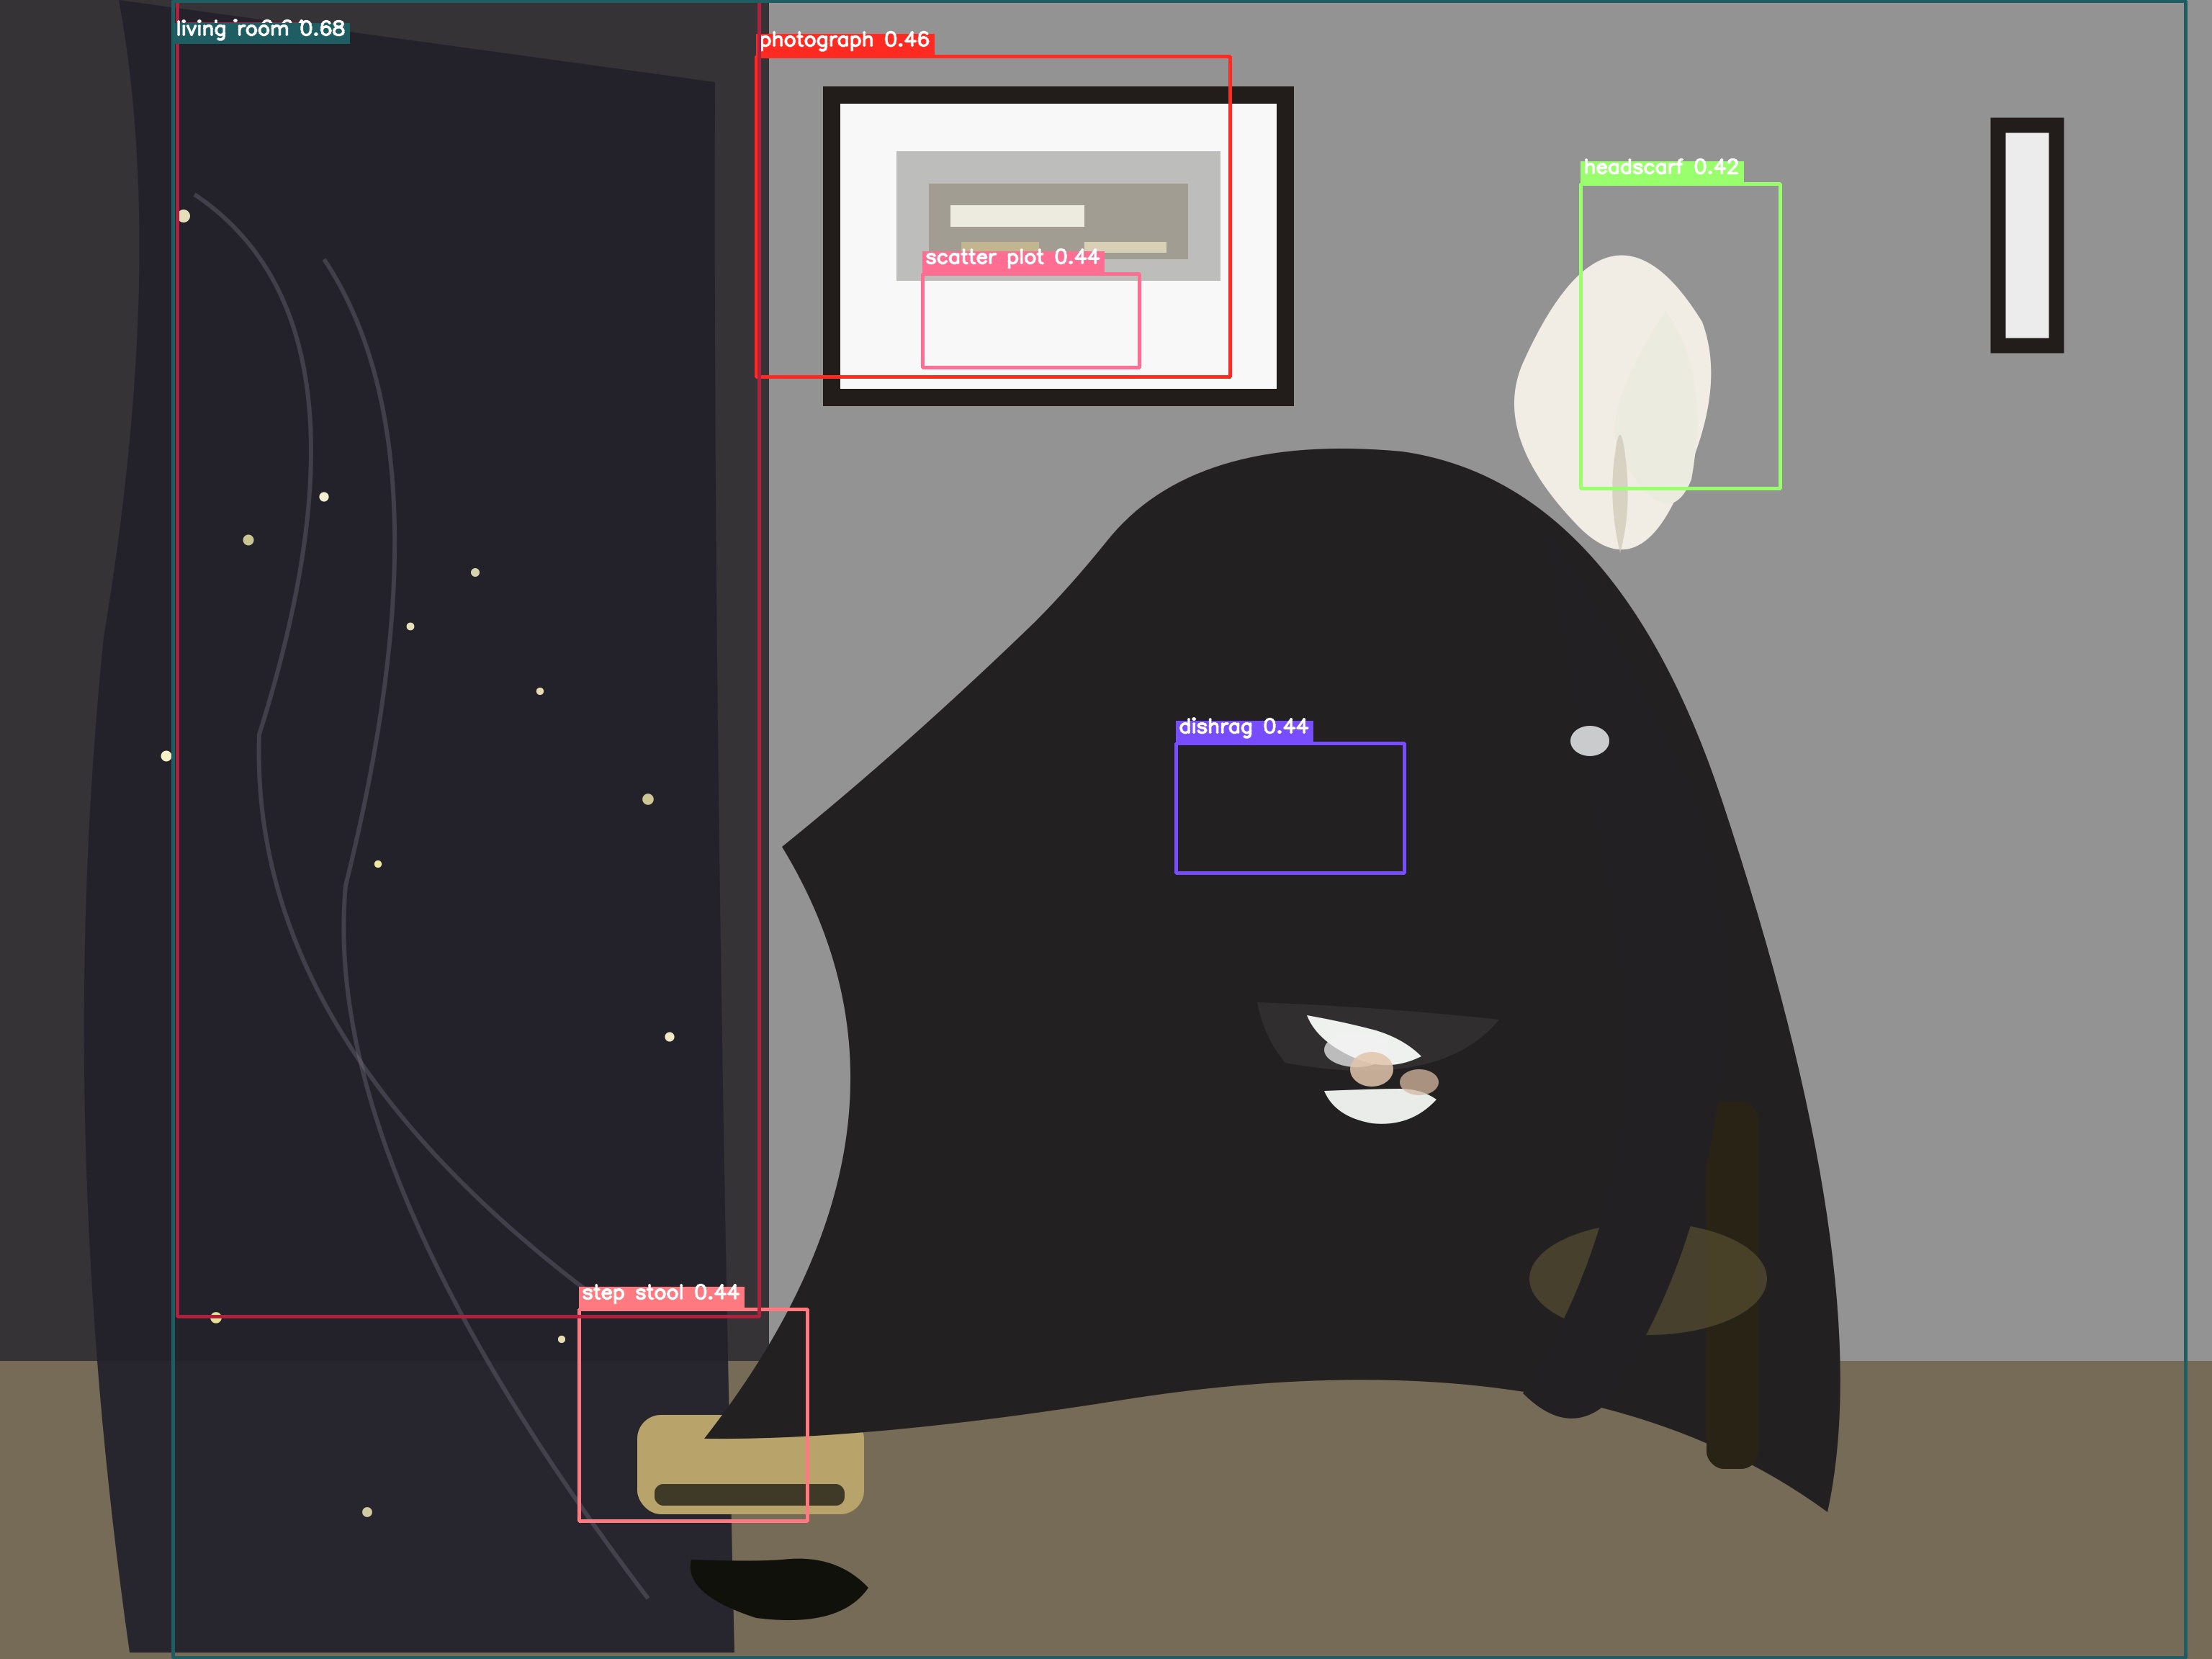 living room 0.68
photograph 0.46
headscarf 0.42
scatter plot 0.44
dishrag 0.44
step stool 0.44